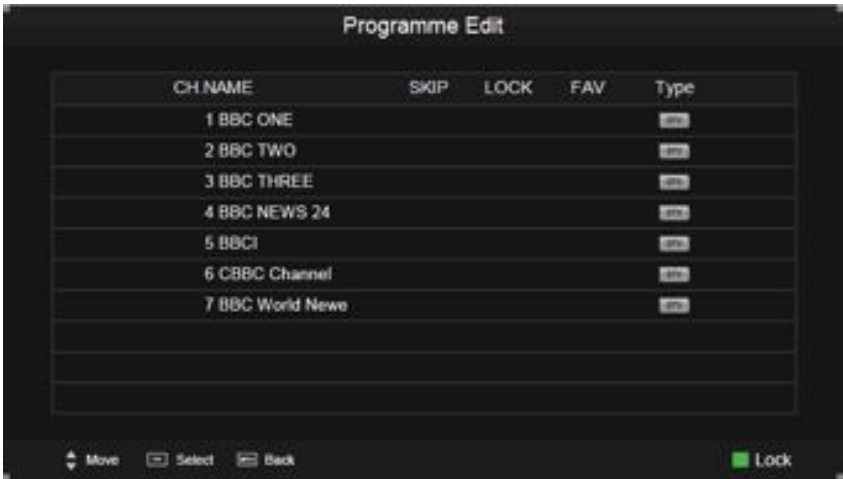 Programme Edit
CH.NAME SKIP LOCK FAV Type
1 BBC ONE
2 BBC TWO
3 BBC THREE
4 BBC NEWS 24
5 BBCI
6 CBBC Channel
7 BBC World Newe
Move Select Back Lock